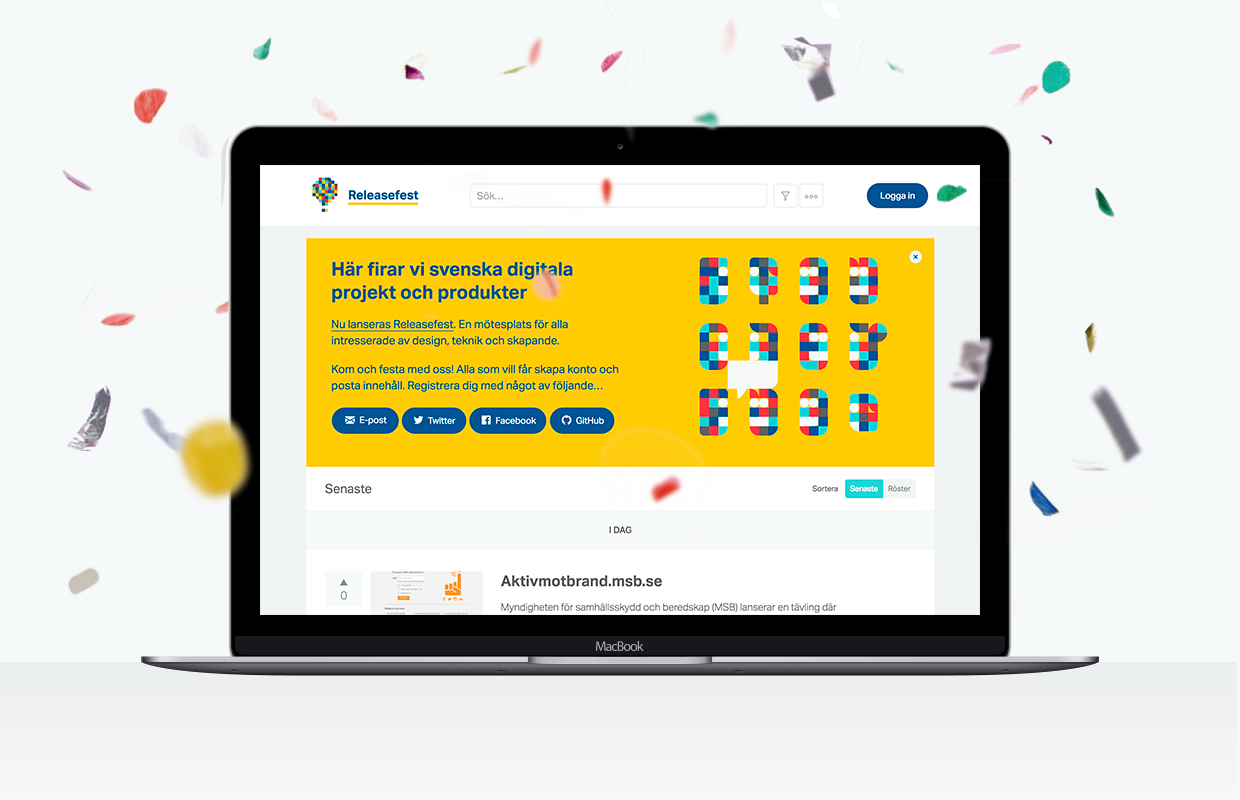 Releasefest
Sök...
Logga in
Här firar vi svenska digitala
projekt och produkter
Nu lanseras Releasefest. En mötesplats för alla
intresserade av design, teknik och skapande.
Kom och festa med oss! Alla som vill får skapa konto och
posta innehåll. Registrera dig med något av följande…
E-post
Twitter
Facebook
GitHub
Senaste
Sortera
Senaste
Röster
I DAG
0
Aktivmotbrand.msb.se
Myndigheten för samhällsskydd och beredskap (MSB) lanserar en tävling där
MacBook